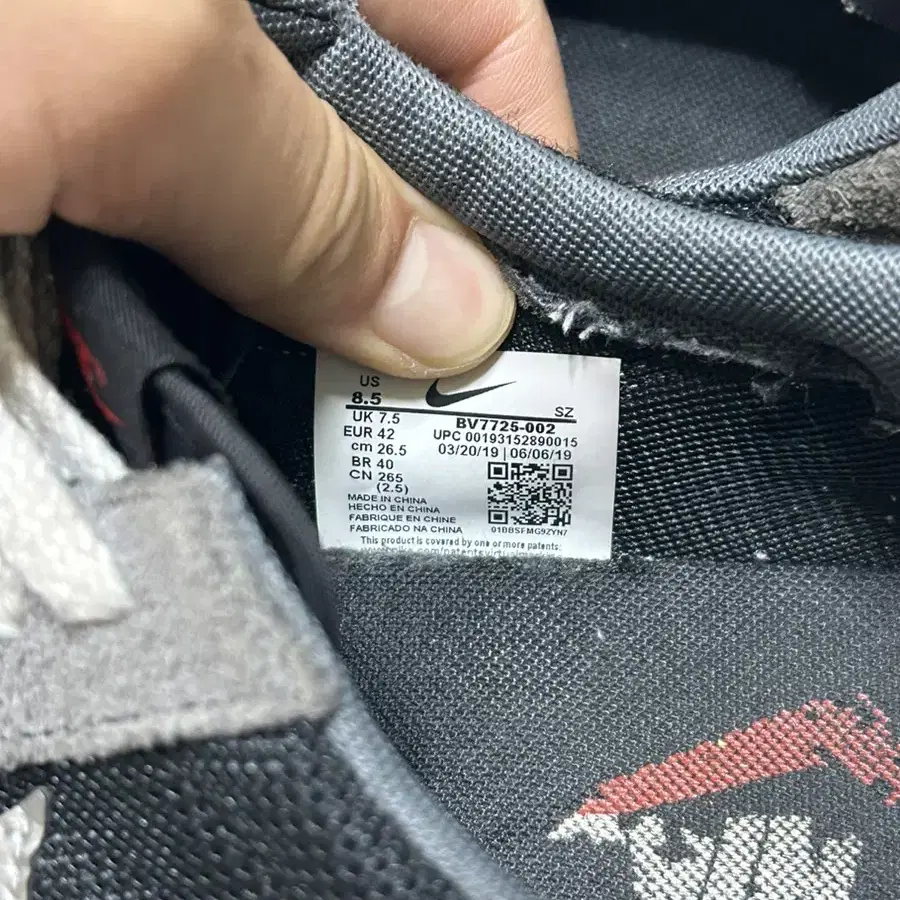 US
8.5
UK 7.5
EUR 42
cm 26.5
BR 40
CN 265
(2.5)
SZ
BV7725-002
UPC 00193152890015
03/20/19 | 06/06/19
01BBSFMG9ZYN7
MADE IN CHINA
HECHO EN CHINA
FABRIQUE EN CHINE
FABRICADO NA CHINA
This product is covered by one or more patents: